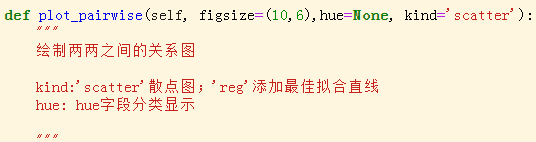 def plot_pairwise(self, figsize=(10,6),hue=None, kind='scatter'):
"""
绘制两两之间的关系图
kind:'scatter'散点图；'reg'添加最佳拟合直线
hue: hue字段分类显示
"""